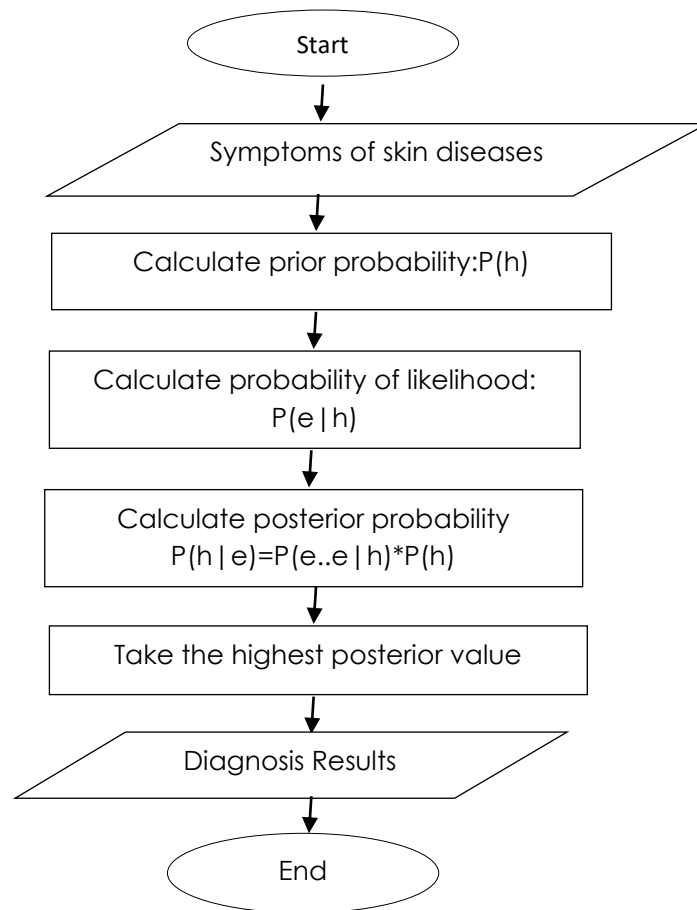 Start
Symptoms of skin diseases
Calculate prior probability:P(h)
Calculate probability of likelihood:
P(e|h)
Calculate posterior probability
P(h|e)=P(e..e|h)*P(h)
Take the highest posterior value
Diagnosis Results
End